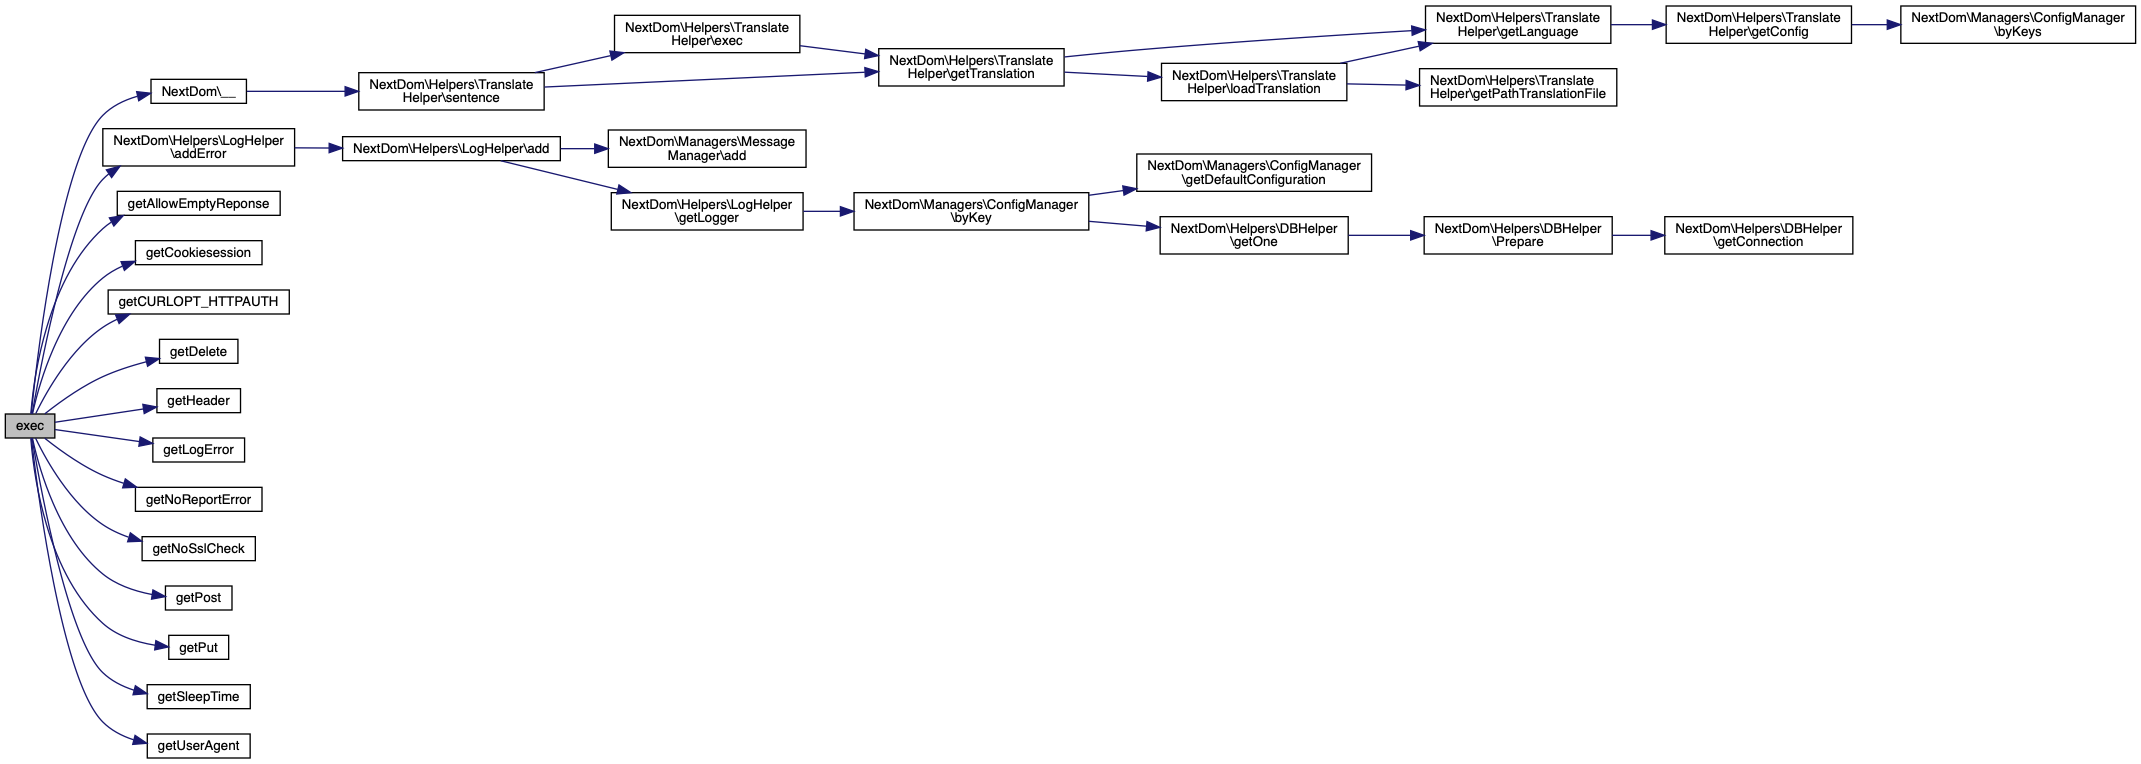 exec
NextDom\__
NextDom\Helpers\LogHelper
\addError
getAllowEmptyReponse
getCookiesession
getCURLOPT_HTTPAUTH
getDelete
getHeader
getLogError
getNoReportError
getNoSslCheck
getPost
getPut
getSleepTime
getUserAgent
NextDom\Helpers\Translate
Helper\sentence
NextDom\Helpers\Translate
Helper\exec
NextDom\Helpers\Translate
Helper\getTranslation
NextDom\Helpers\Translate
Helper\getLanguage
NextDom\Helpers\Translate
Helper\getConfig
NextDom\Managers\ConfigManager
\byKeys
NextDom\Helpers\Translate
Helper\loadTranslation
NextDom\Helpers\Translate
Helper\getPathTranslationFile
NextDom\Helpers\LogHelper\add
NextDom\Managers\Message
Manager\add
NextDom\Helpers\LogHelper
\getLogger
NextDom\Managers\ConfigManager
\byKey
NextDom\Managers\ConfigManager
\getDefaultConfiguration
NextDom\Helpers\DBHelper
\getOne
NextDom\Helpers\DBHelper
\Prepare
NextDom\Helpers\DBHelper
\getConnection